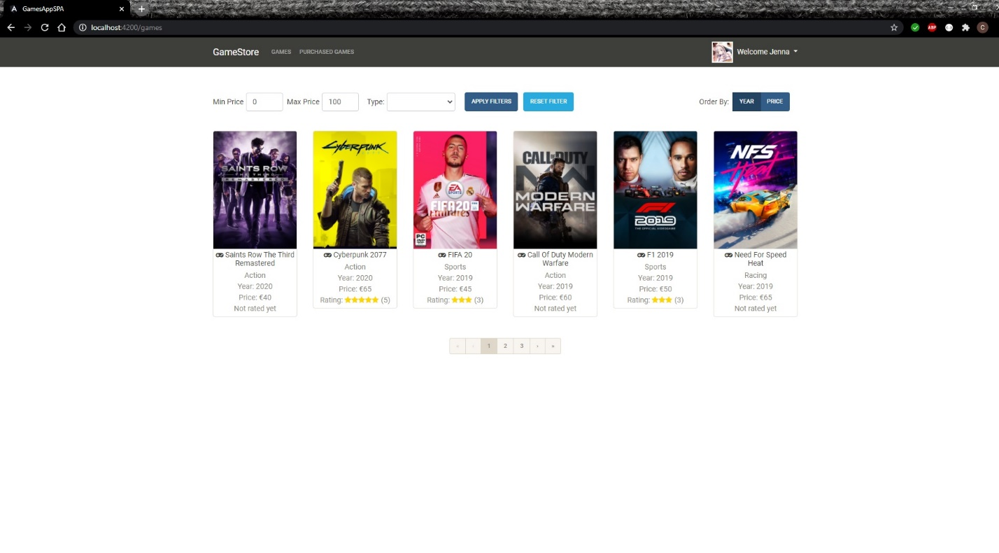 GamesAppSPA
localhost:4200/games
ABP
C
GameStore GAMES PURCHASED GAMES Welcome Jenna
Min Price 0 Max Price 100 Type: APPLY FILTERS RESET FILTER Order By: YEAR PRICE
SAINTS ROW
THE THIRD
REMASTERED
Cyberpunk
EA
SPORTS
FIFA20
Fly Emirates
PC
CALL OF DUTY
MW
MODERN
WARFARE
F1
2019
THE OFFICIAL VIDEOGAME
NFS
Heat
Saints Row The Third
Remastered
Action
Year: 2020
Price: €40
Not rated yet
Cyberpunk 2077
Action
Year: 2020
Price: €65
Rating: ★★★★★ (5)
FIFA 20
Sports
Year: 2019
Price: €45
Rating: ★★★ (3)
Call Of Duty Modern
Warfare
Action
Year: 2019
Price: €60
Not rated yet
F1 2019
Sports
Year: 2019
Price: €50
Rating: ★★★ (3)
Need For Speed
Heat
Racing
Year: 2019
Price: €65
Not rated yet
« ‹ 1 2 3 › »